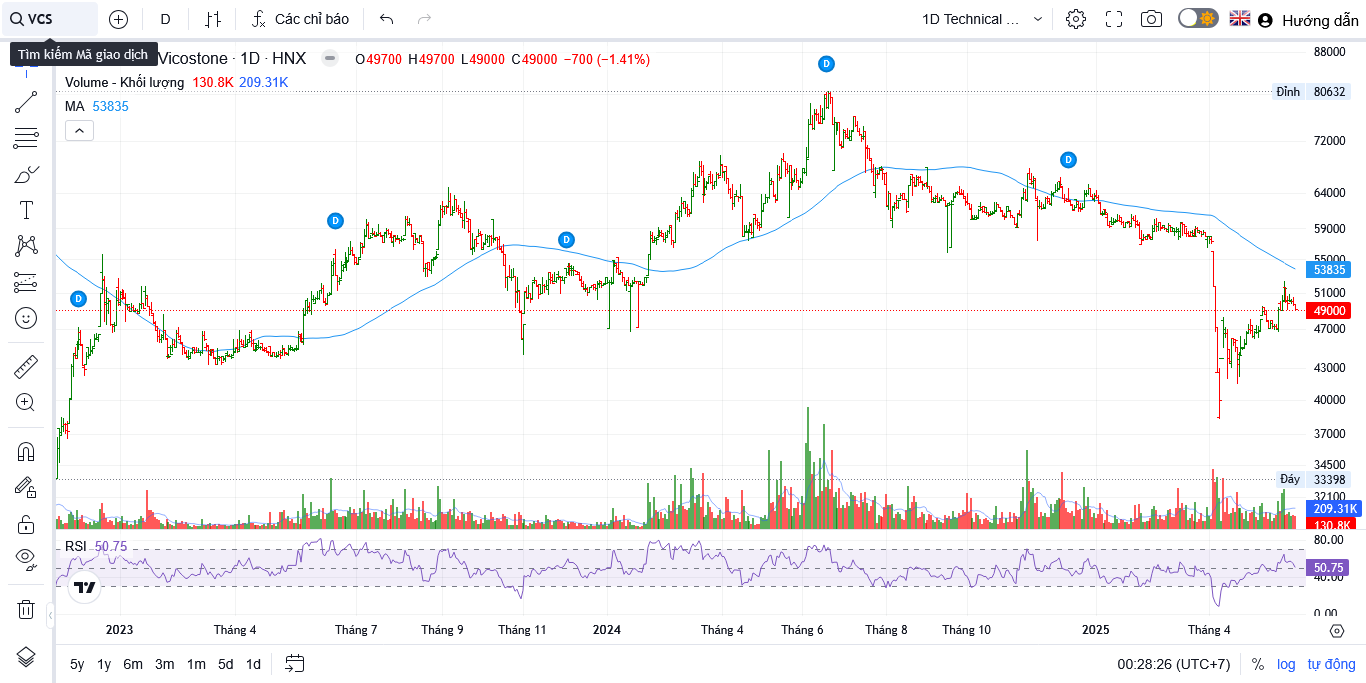 VCS
D
Các chỉ báo
1D Technical ...
Hướng dẫn
Tìm kiếm Mã giao dịch
Vicostone · 1D · HNX
O49700 H49700 L49000 C49000 −700 (−1.41%)
Volume - Khối lượng 130.8K 209.31K
MA 53835
D
D
D
D
D
88000
Đỉnh 80632
72000
64000
59000
55000
53835
51000
49000
47000
43000
40000
37000
34500
Đáy 33398
32100
209.31K
130.8K
RSI 50.75
80.00
50.75
40.00
0.00
2023 Tháng 4 Tháng 7 Tháng 9 Tháng 11 2024 Tháng 4 Tháng 6 Tháng 8 Tháng 10 2025 Tháng 4
5y 1y 6m 3m 1m 5d 1d
00:28:26 (UTC+7) % log tự động